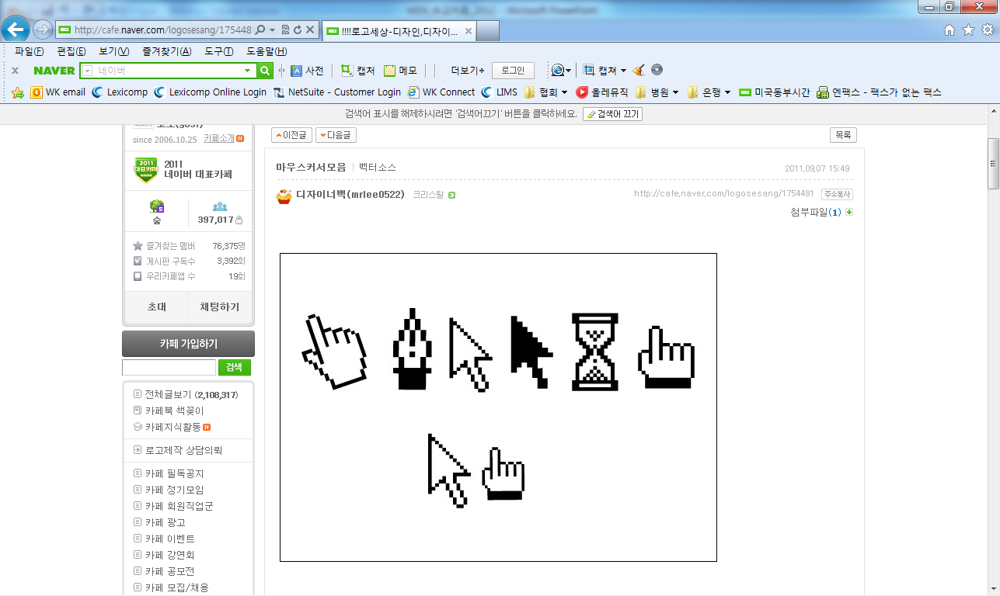 http://cafe.naver.com/logosesang/175448
!!!!로고세상-디자인,디자이...
파일(F) 편집(E) 보기(V) 즐겨찾기(A) 도구(T) 도움말(H)
NAVER 네이버 사전 캡처 메모 더보기+ 로그인 캡쳐
WK email Lexicomp Lexicomp Online Login NetSuite - Customer Login WK Connect LIMS 협회 올레뮤직 병원 은행 미국동부시간 엔팩스 - 팩스가 없는 팩스
검색어 표시를 해제하시려면 '검색어끄기' 버튼을 클릭하세요. 검색어 끄기
since 2006.10.25 카페소개 N
2011 대표카페 NAVER
2011
네이버 대표카페
숲 397,017
즐겨찾는 멤버 76,375명
게시판 구독수 3,392회
우리카페앱 수 19회
초대 채팅하기
카페 가입하기
검색
전체글보기 (2,108,317)
카페북 책꽂이
카페지식활동 N
로고제작 상담의뢰
카페 필독공지
카페 정기모임
카페 회원직업군
카페 광고
카페 이벤트
카페 강연회
카페 공모전
카페 모집/채용
이전글 다음글 목록
마우스커서모음 | 벡터소스 2011.09.07 15:49
디자이너백(mrlee0522) 크리스탈 http://cafe.naver.com/logosesang/1754481 주소복사
첨부파일(1)